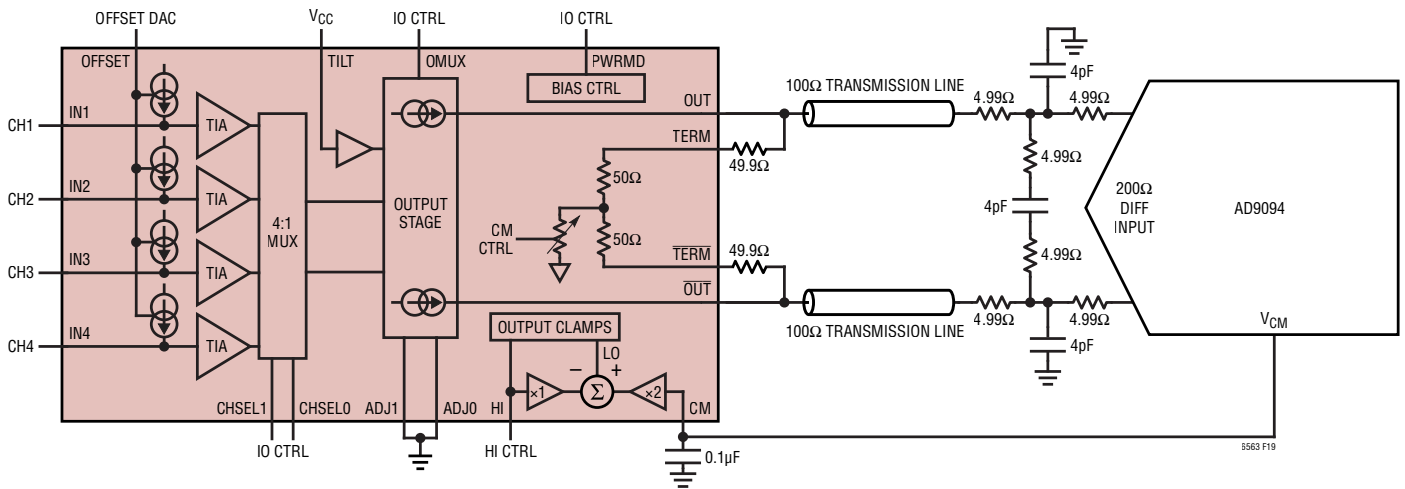 OFFSET DAC
VCC
IO CTRL
IO CTRL
OFFSET
TILT
OMUX
PWRMD
BIAS CTRL
4pF
100Ω TRANSMISSION LINE
4.99Ω
4.99Ω
CH1
IN1
TIA
OUT
TERM
49.9Ω
50Ω
4.99Ω
CH2
IN2
TIA
4:1
MUX
OUTPUT
STAGE
CM
CTRL
50Ω
4pF
200Ω
DIFF
INPUT
AD9094
CH3
IN3
TIA
TERM
49.9Ω
4.99Ω
OUT
CH4
IN4
TIA
OUTPUT CLAMPS
LO
100Ω TRANSMISSION LINE
4.99Ω
4.99Ω
VCM
4pF
– +
×1
Σ
×2
CHSEL1
CHSEL0
ADJ1
ADJ0
HI
CM
IO CTRL
HI CTRL
0.1µF
6563 F19